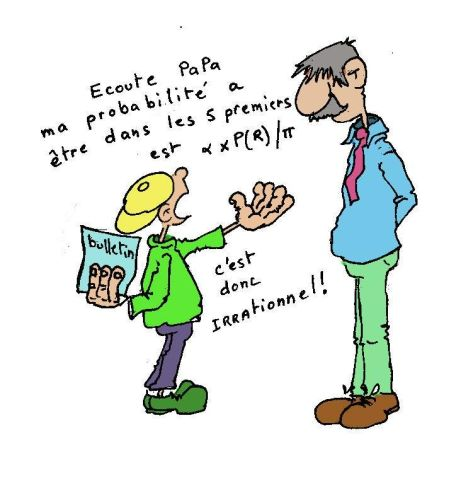 Ecoute PaPa
ma probabilité a
être dans les 5 premiers
est α x P(R)/π
bulletin
c'est
donc
IRRAtionnel!